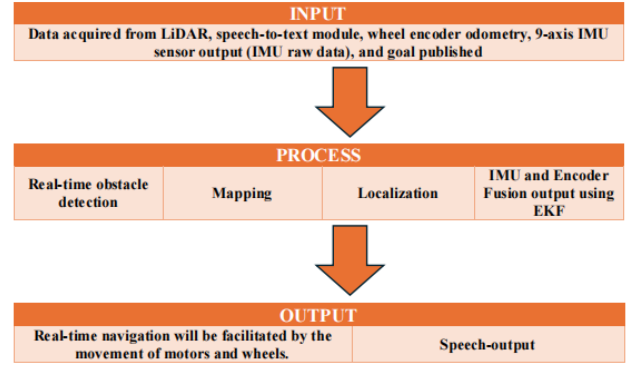 INPUT
Data acquired from LiDAR, speech-to-text module, wheel encoder odometry, 9-axis IMU
sensor output (IMU raw data), and goal published
PROCESS
Real-time obstacle
detection
Mapping
Localization
IMU and Encoder
Fusion output using
EKF
OUTPUT
Real-time navigation will be facilitated by the
movement of motors and wheels.
Speech-output